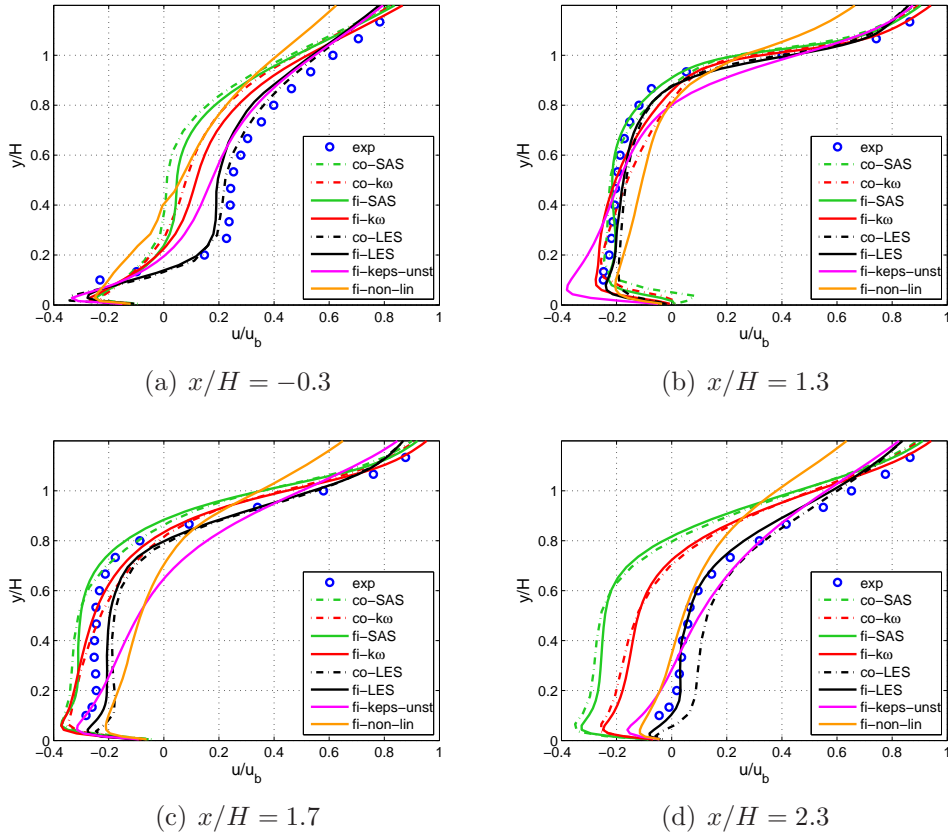 1
0.8
0.6
0.4
0.2
0
y/H
exp
co−SAS
co−kω
fi−SAS
fi−kω
co−LES
fi−LES
fi−keps−unst
fi−non−lin
−0.4 −0.2 0 0.2 0.4 0.6 0.8 1
u/u_b
(a) x/H = −0.3
1
0.8
0.6
0.4
0.2
0
y/H
exp
co−SAS
co−kω
fi−SAS
fi−kω
co−LES
fi−LES
fi−keps−unst
fi−non−lin
−0.4 −0.2 0 0.2 0.4 0.6 0.8 1
u/u_b
(b) x/H = 1.3
1
0.8
0.6
0.4
0.2
0
y/H
exp
co−SAS
co−kω
fi−SAS
fi−kω
co−LES
fi−LES
fi−keps−unst
fi−non−lin
−0.4 −0.2 0 0.2 0.4 0.6 0.8 1
u/u_b
(c) x/H = 1.7
1
0.8
0.6
0.4
0.2
0
y/H
exp
co−SAS
co−kω
fi−SAS
fi−kω
co−LES
fi−LES
fi−keps−unst
fi−non−lin
−0.4 −0.2 0 0.2 0.4 0.6 0.8 1
u/u_b
(d) x/H = 2.3